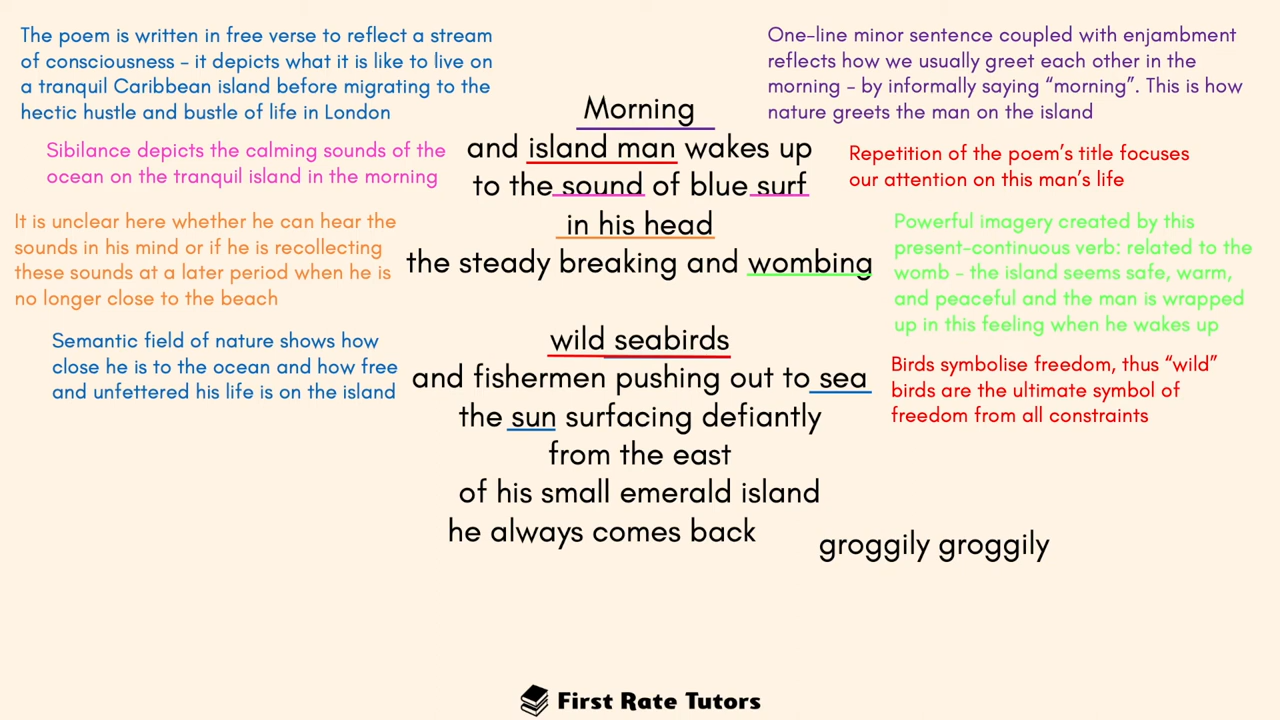 The poem is written in free verse to reflect a stream
of consciousness - it depicts what it is like to live on
a tranquil Caribbean island before migrating to the
hectic hustle and bustle of life in London
One-line minor sentence coupled with enjambment
reflects how we usually greet each other in the
morning - by informally saying “morning”. This is how
nature greets the man on the island
Sibilance depicts the calming sounds of the
ocean on the tranquil island in the morning
Repetition of the poem’s title focuses
our attention on this man’s life
It is unclear here whether he can hear the
sounds in his mind or if he is recollecting
these sounds at a later period when he is
no longer close to the beach
Powerful imagery created by this
present-continuous verb: related to the
womb - the island seems safe, warm,
and peaceful and the man is wrapped
up in this feeling when he wakes up
Semantic field of nature shows how
close he is to the ocean and how free
and unfettered his life is on the island
Birds symbolise freedom, thus “wild”
birds are the ultimate symbol of
freedom from all constraints
Morning
and island man wakes up
to the sound of blue surf
in his head
the steady breaking and wombing
wild seabirds
and fishermen pushing out to sea
the sun surfacing defiantly
from the east
of his small emerald island
he always comes back
groggily groggily
First Rate Tutors